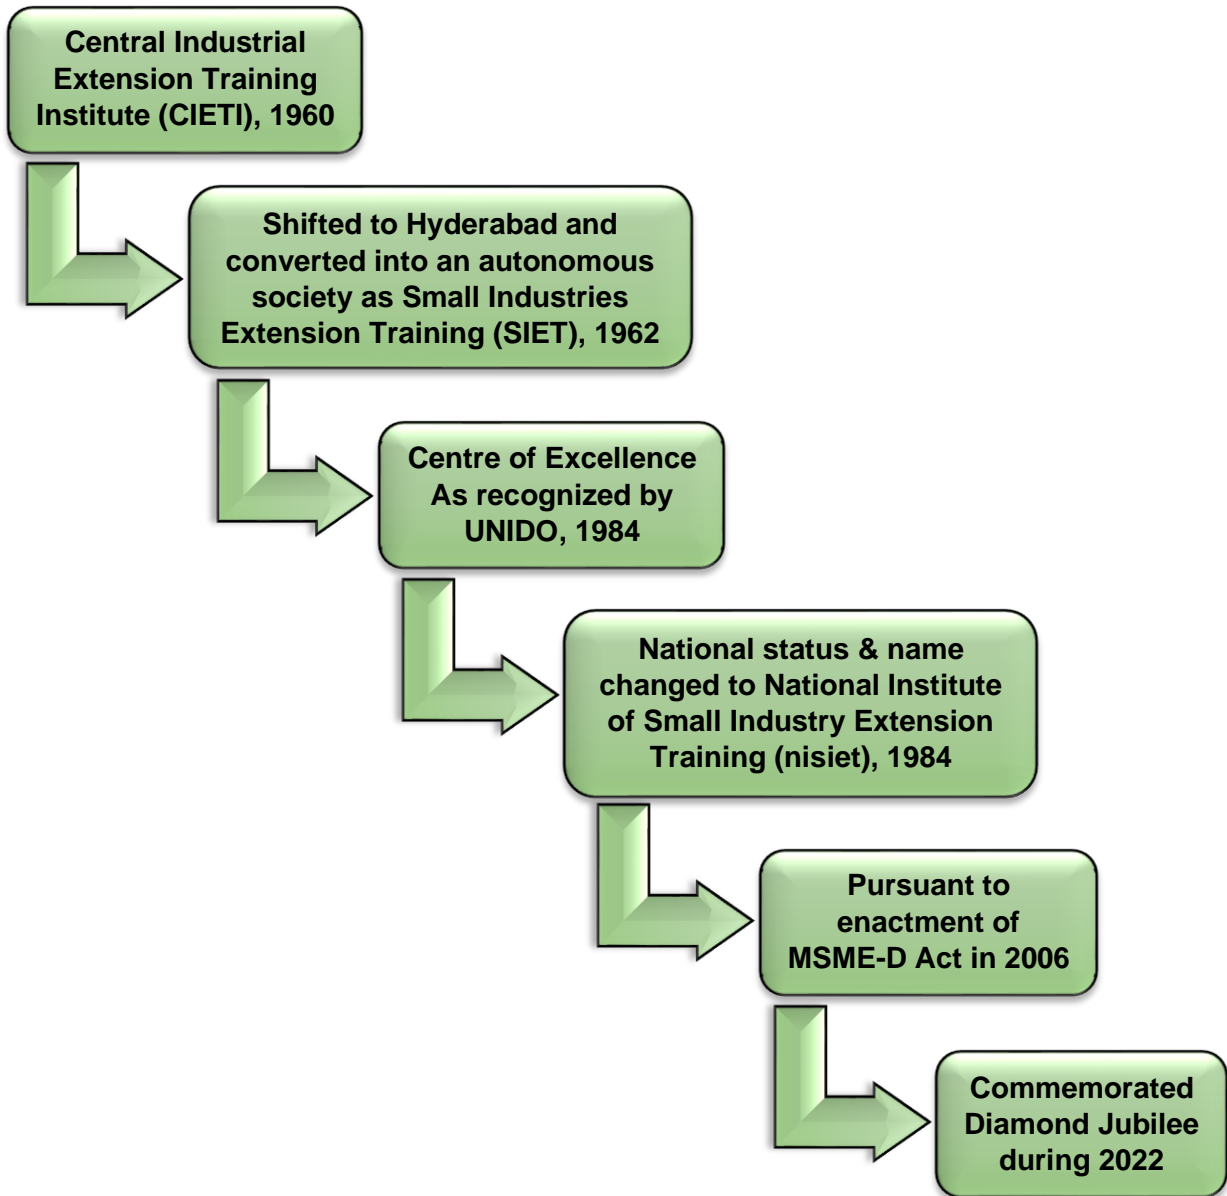 Central Industrial
Extension Training
Institute (CIETI), 1960
Shifted to Hyderabad and
converted into an autonomous
society as Small Industries
Extension Training (SIET), 1962
Centre of Excellence
As recognized by
UNIDO, 1984
National status & name
changed to National Institute
of Small Industry Extension
Training (nisiet), 1984
Pursuant to
enactment of
MSME-D Act in 2006
Commemorated
Diamond Jubilee
during 2022